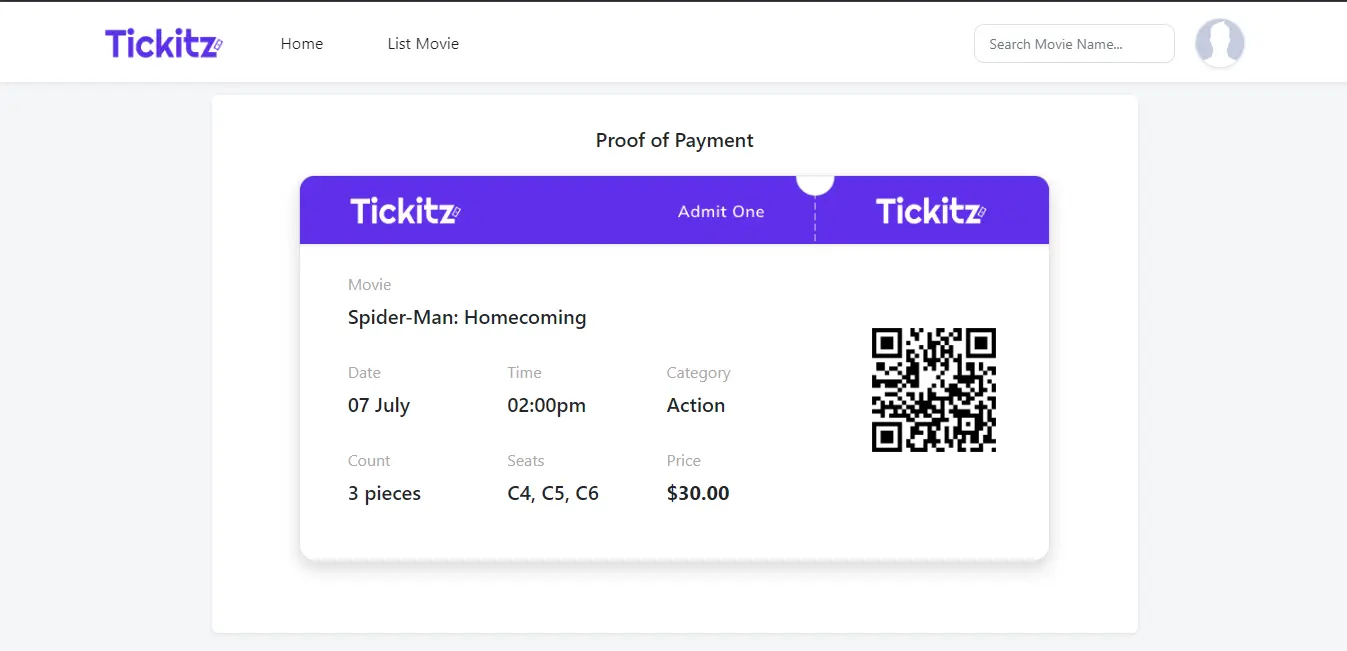 Tickitz Home List Movie Search Movie Name...
Proof of Payment
Tickitz Admit One Tickitz
Movie
Spider-Man: Homecoming
Date Time Category
07 July 02:00pm Action
Count Seats Price
3 pieces C4, C5, C6 $30.00